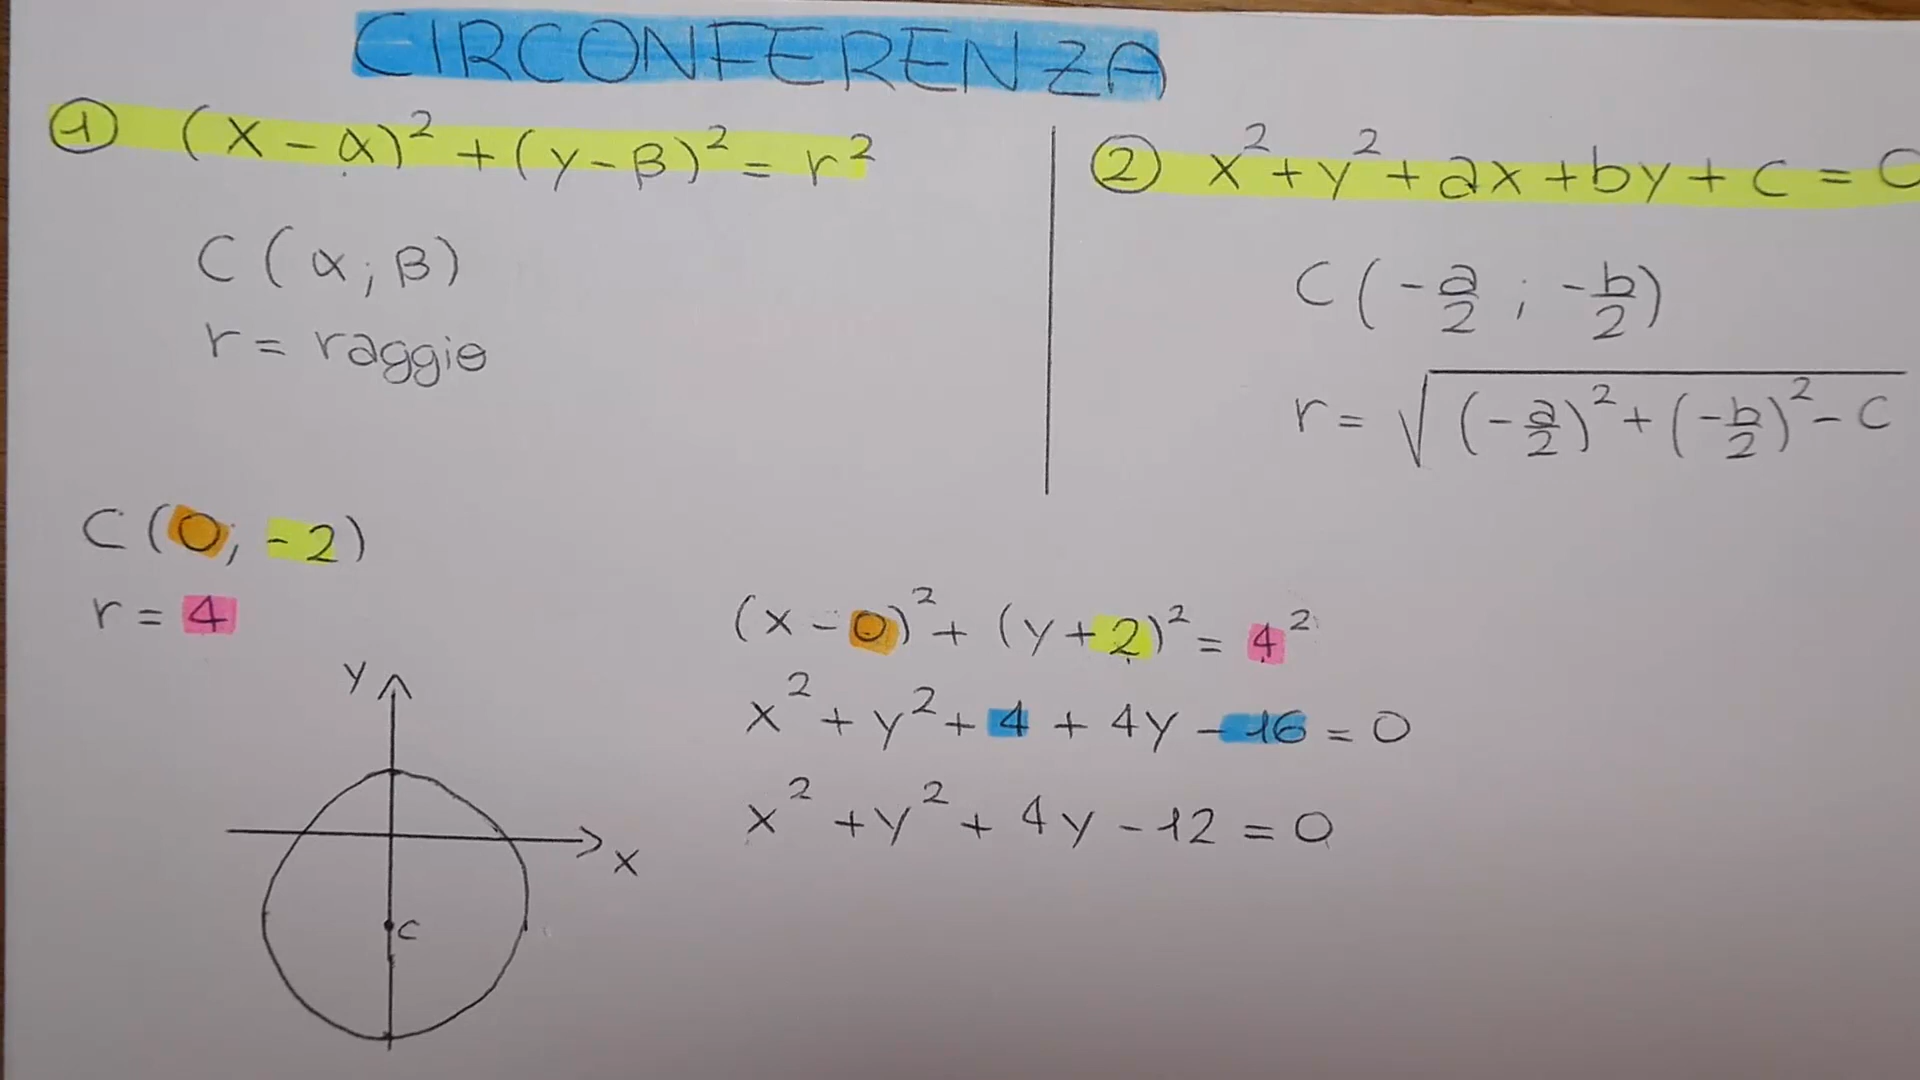 CIRCONFERENZA
① (x-α)² + (y-β)² = r²
C(α; β)
r = raggio
② x² + y² + ax + by + c = 0
C(-a/2 ; -b/2)
r = √((-a/2)² + (-b/2)² - c)
C(0; -2)
r = 4
y
x
C
(x-0)² + (y+2)² = 4²
x² + y² + 4 + 4y - 16 = 0
x² + y² + 4y - 12 = 0